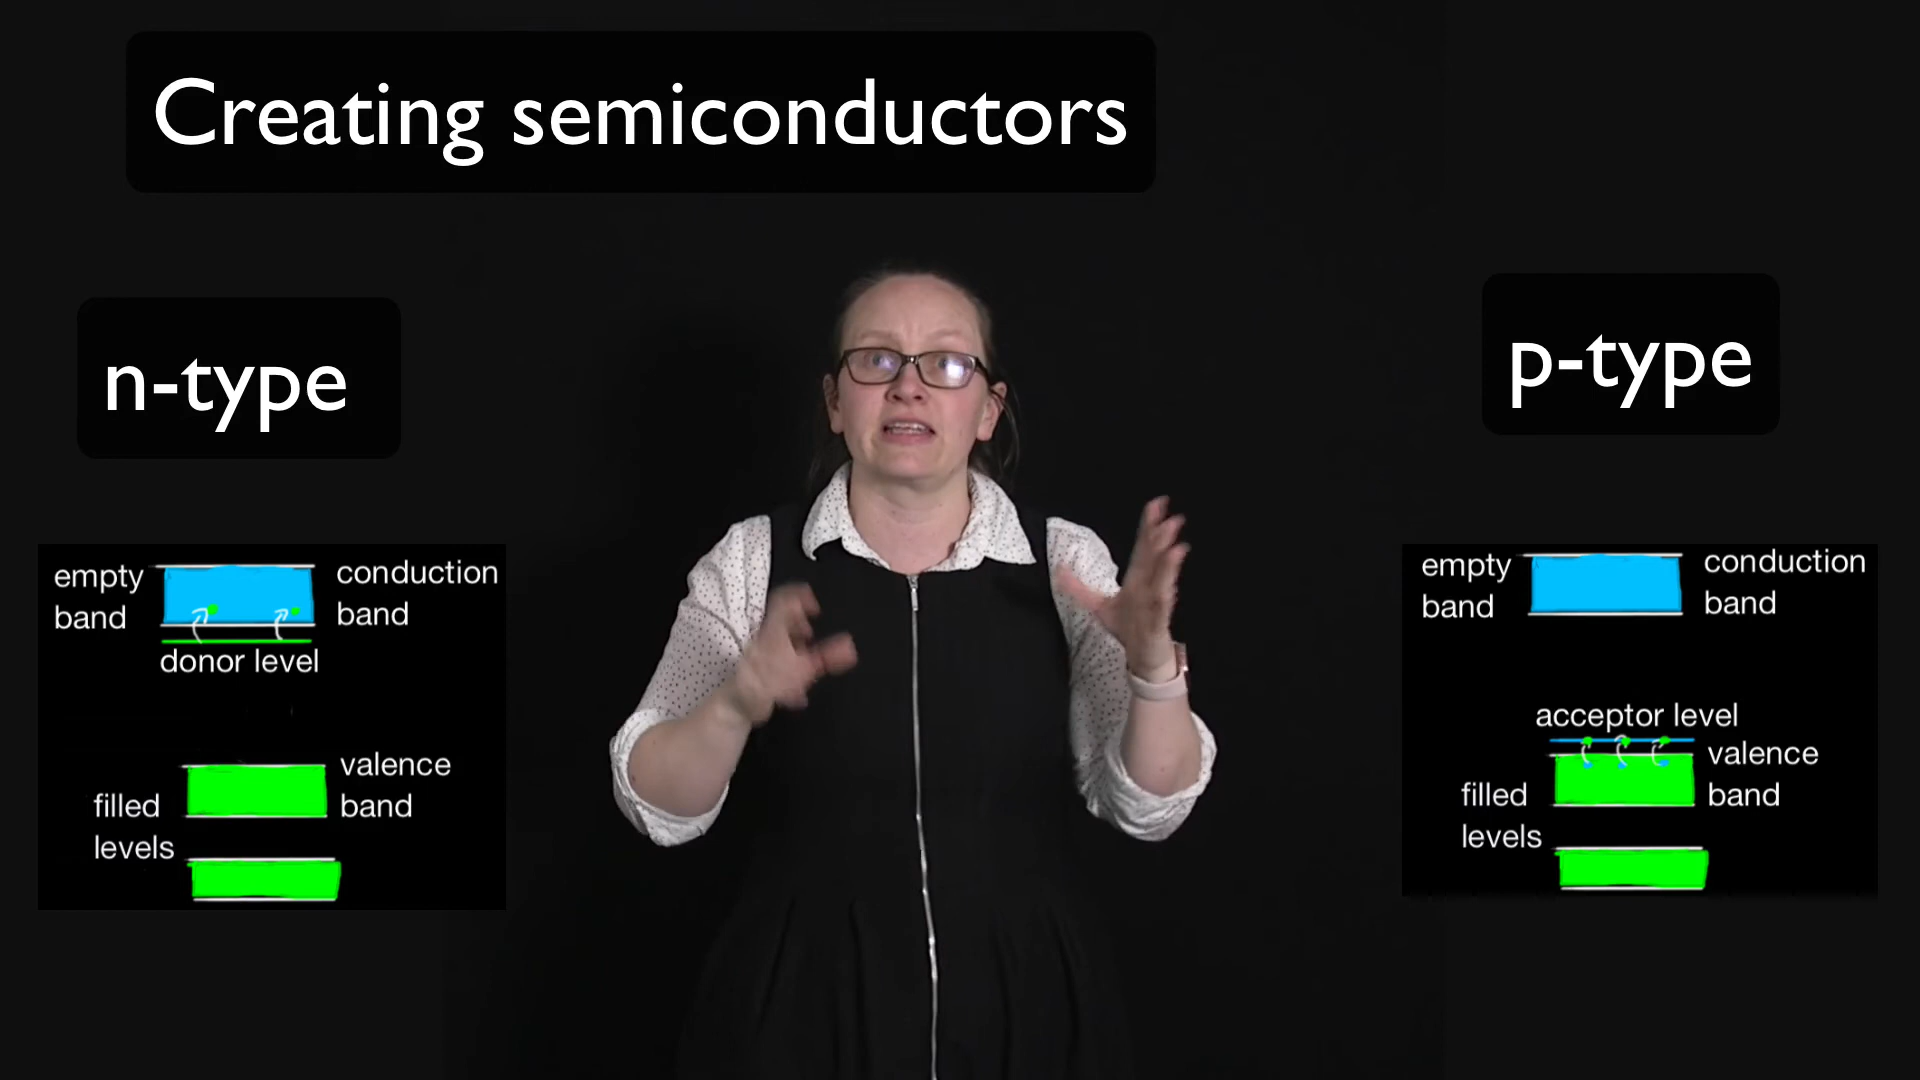 Creating semiconductors
n-type
empty
band
conduction
band
donor level
valence
band
filled
levels
p-type
empty
band
conduction
band
acceptor level
valence
band
filled
levels